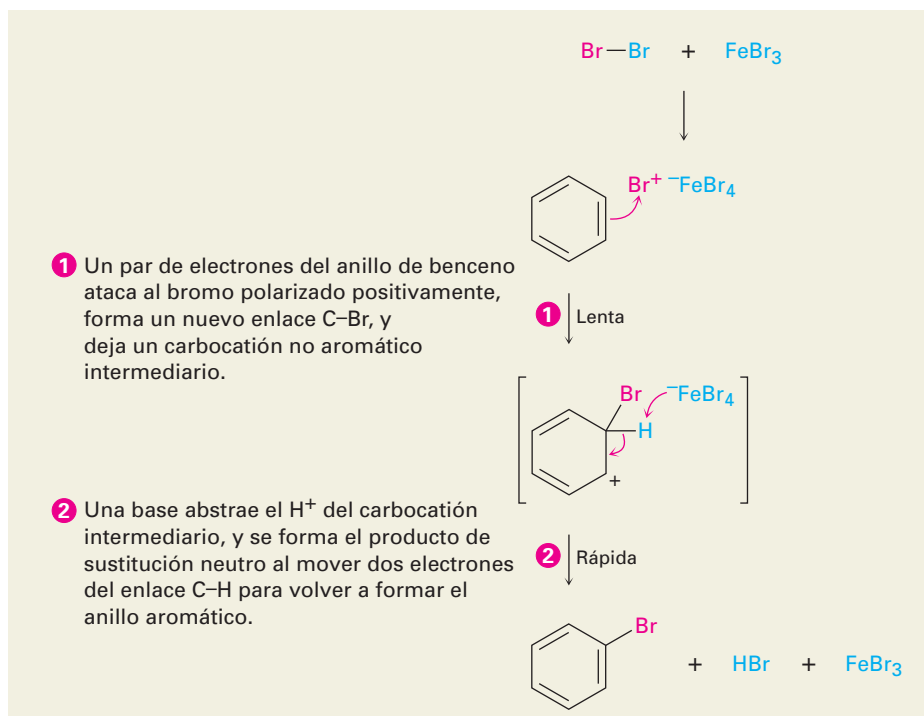 Br—Br + FeBr3
Br+ −FeBr4
1 Un par de electrones del anillo de benceno
ataca al bromo polarizado positivamente,
forma un nuevo enlace C–Br, y
deja un carbocatión no aromático
intermediario.
1 Lenta
Br −FeBr4
H
+
2 Una base abstrae el H+ del carbocatión
intermediario, y se forma el producto de
sustitución neutro al mover dos electrones
del enlace C–H para volver a formar el
anillo aromático.
2 Rápida
Br
+ HBr + FeBr3